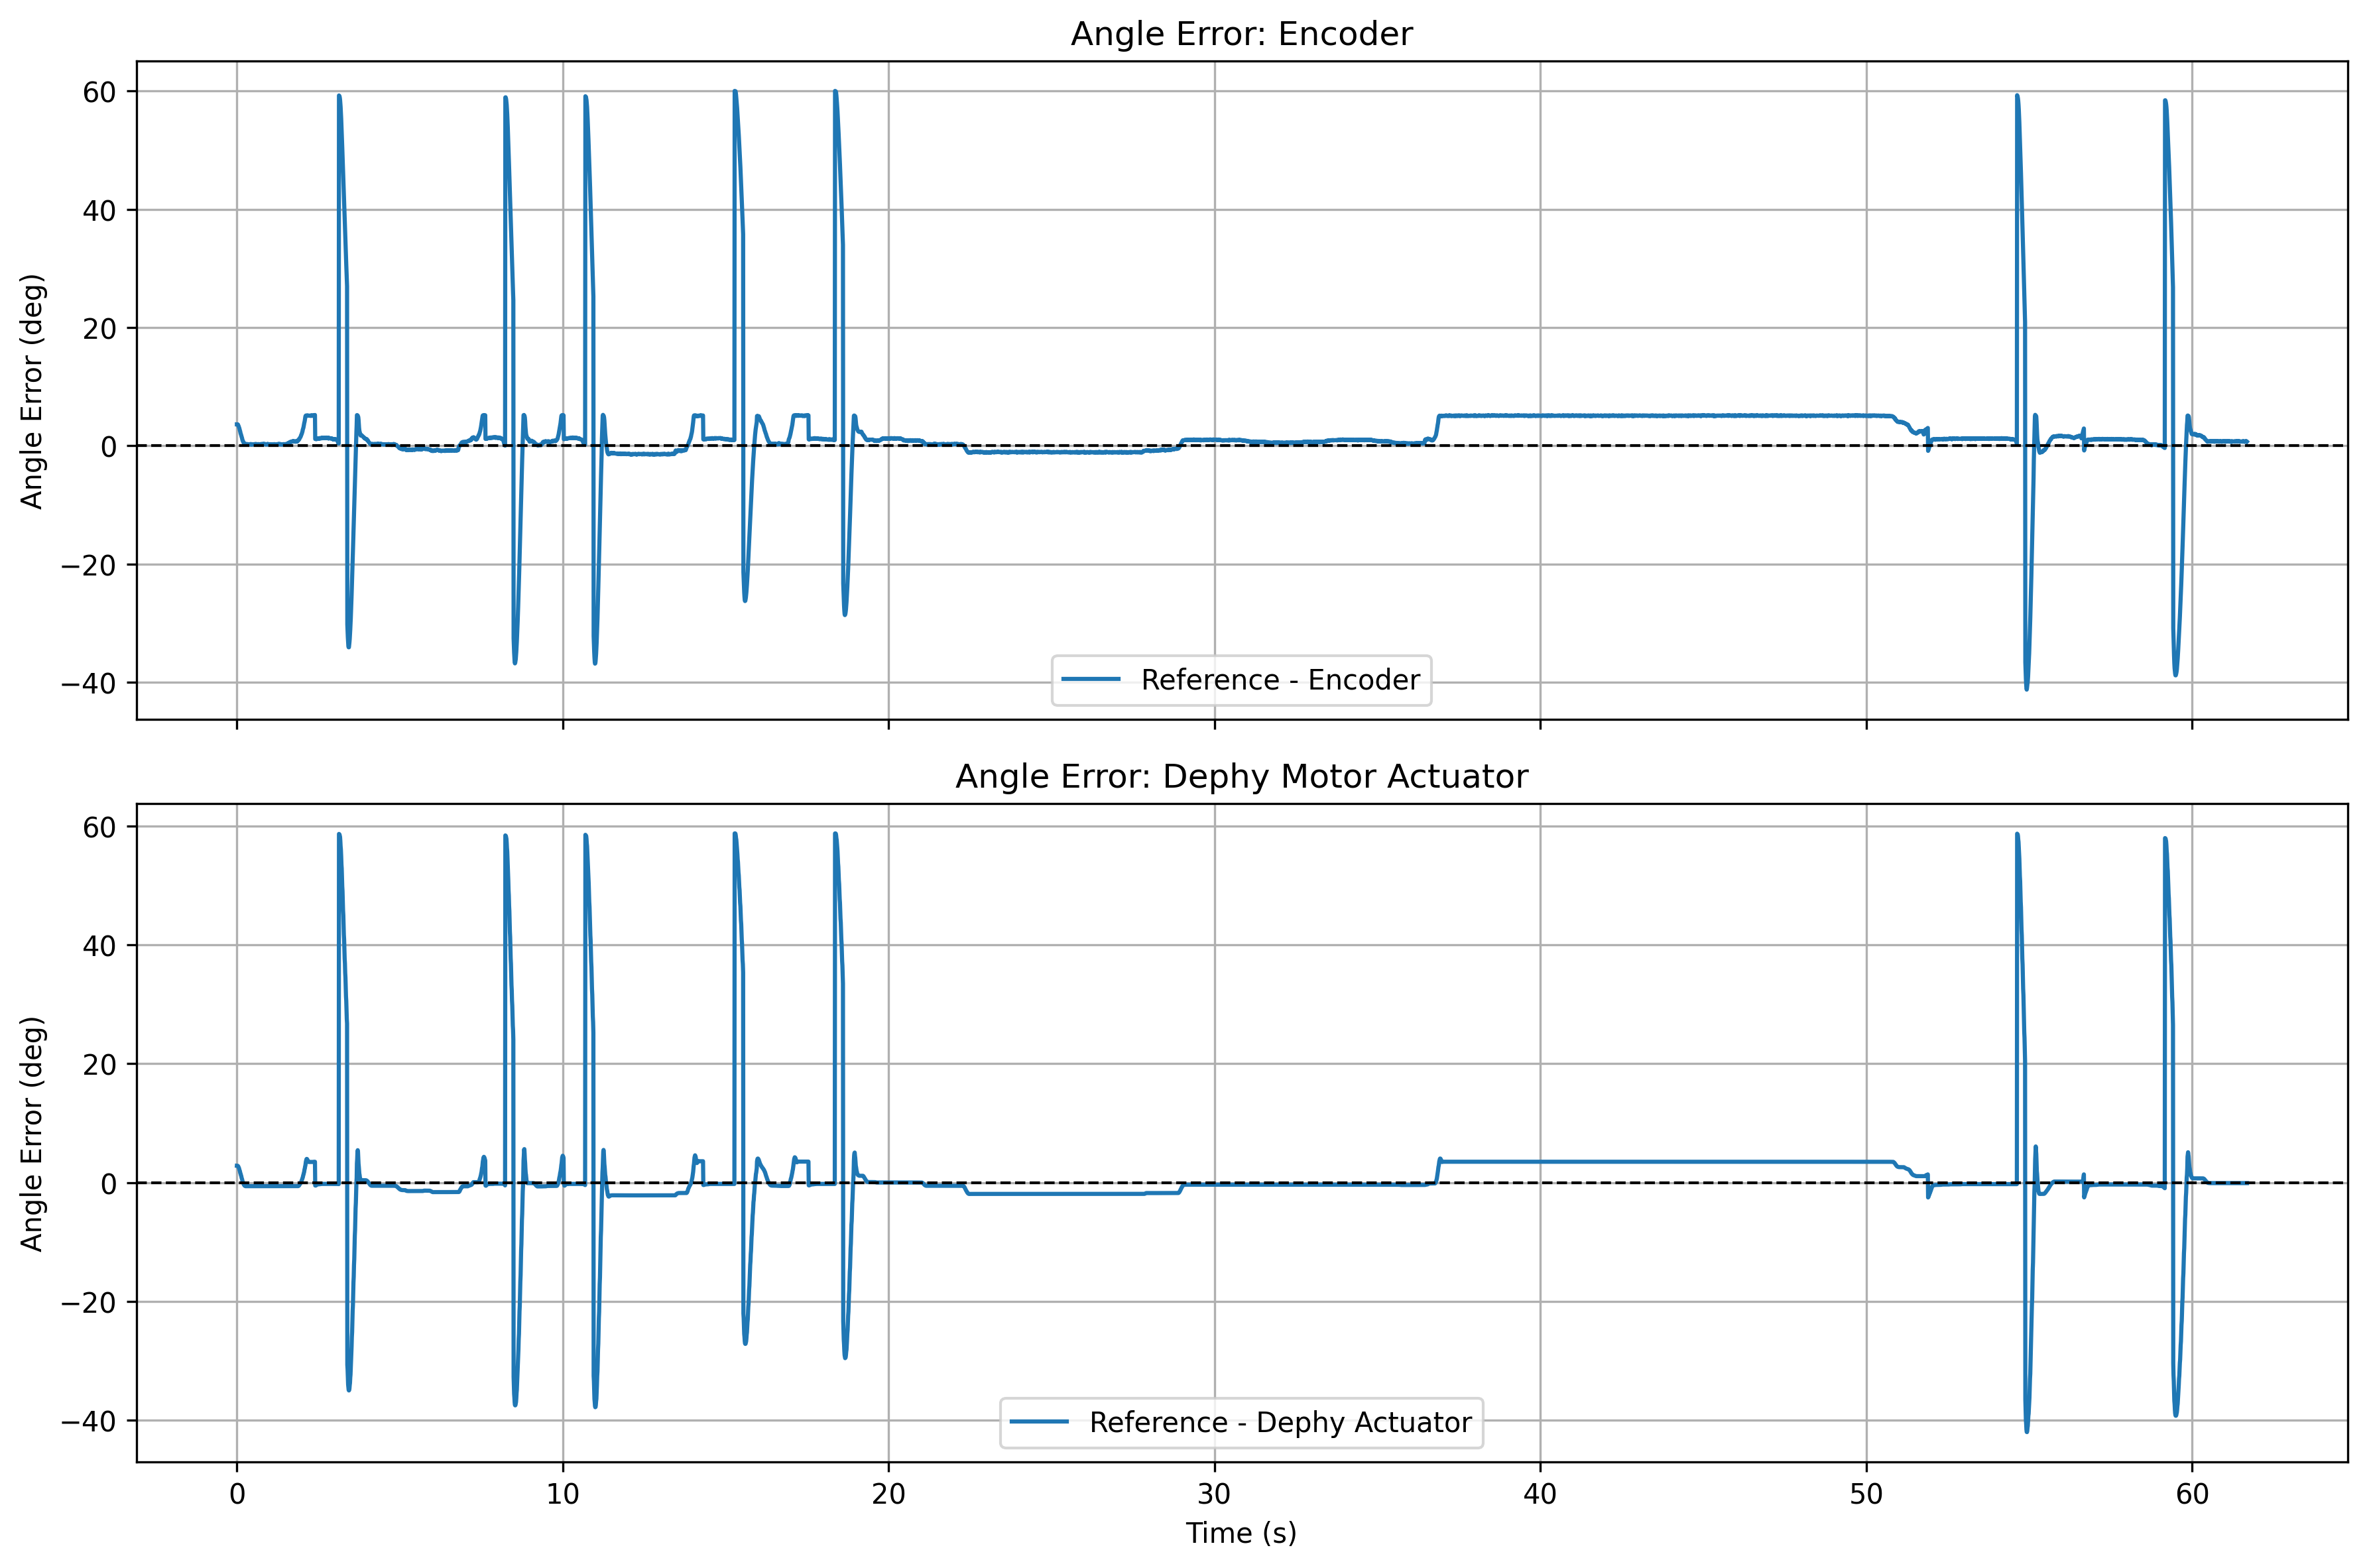 Angle Error: Encoder
60
40
20
0
−20
−40
Angle Error (deg)
Reference - Encoder
Angle Error: Dephy Motor Actuator
60
40
20
0
−20
−40
Angle Error (deg)
Reference - Dephy Actuator
0 10 20 30 40 50 60
Time (s)